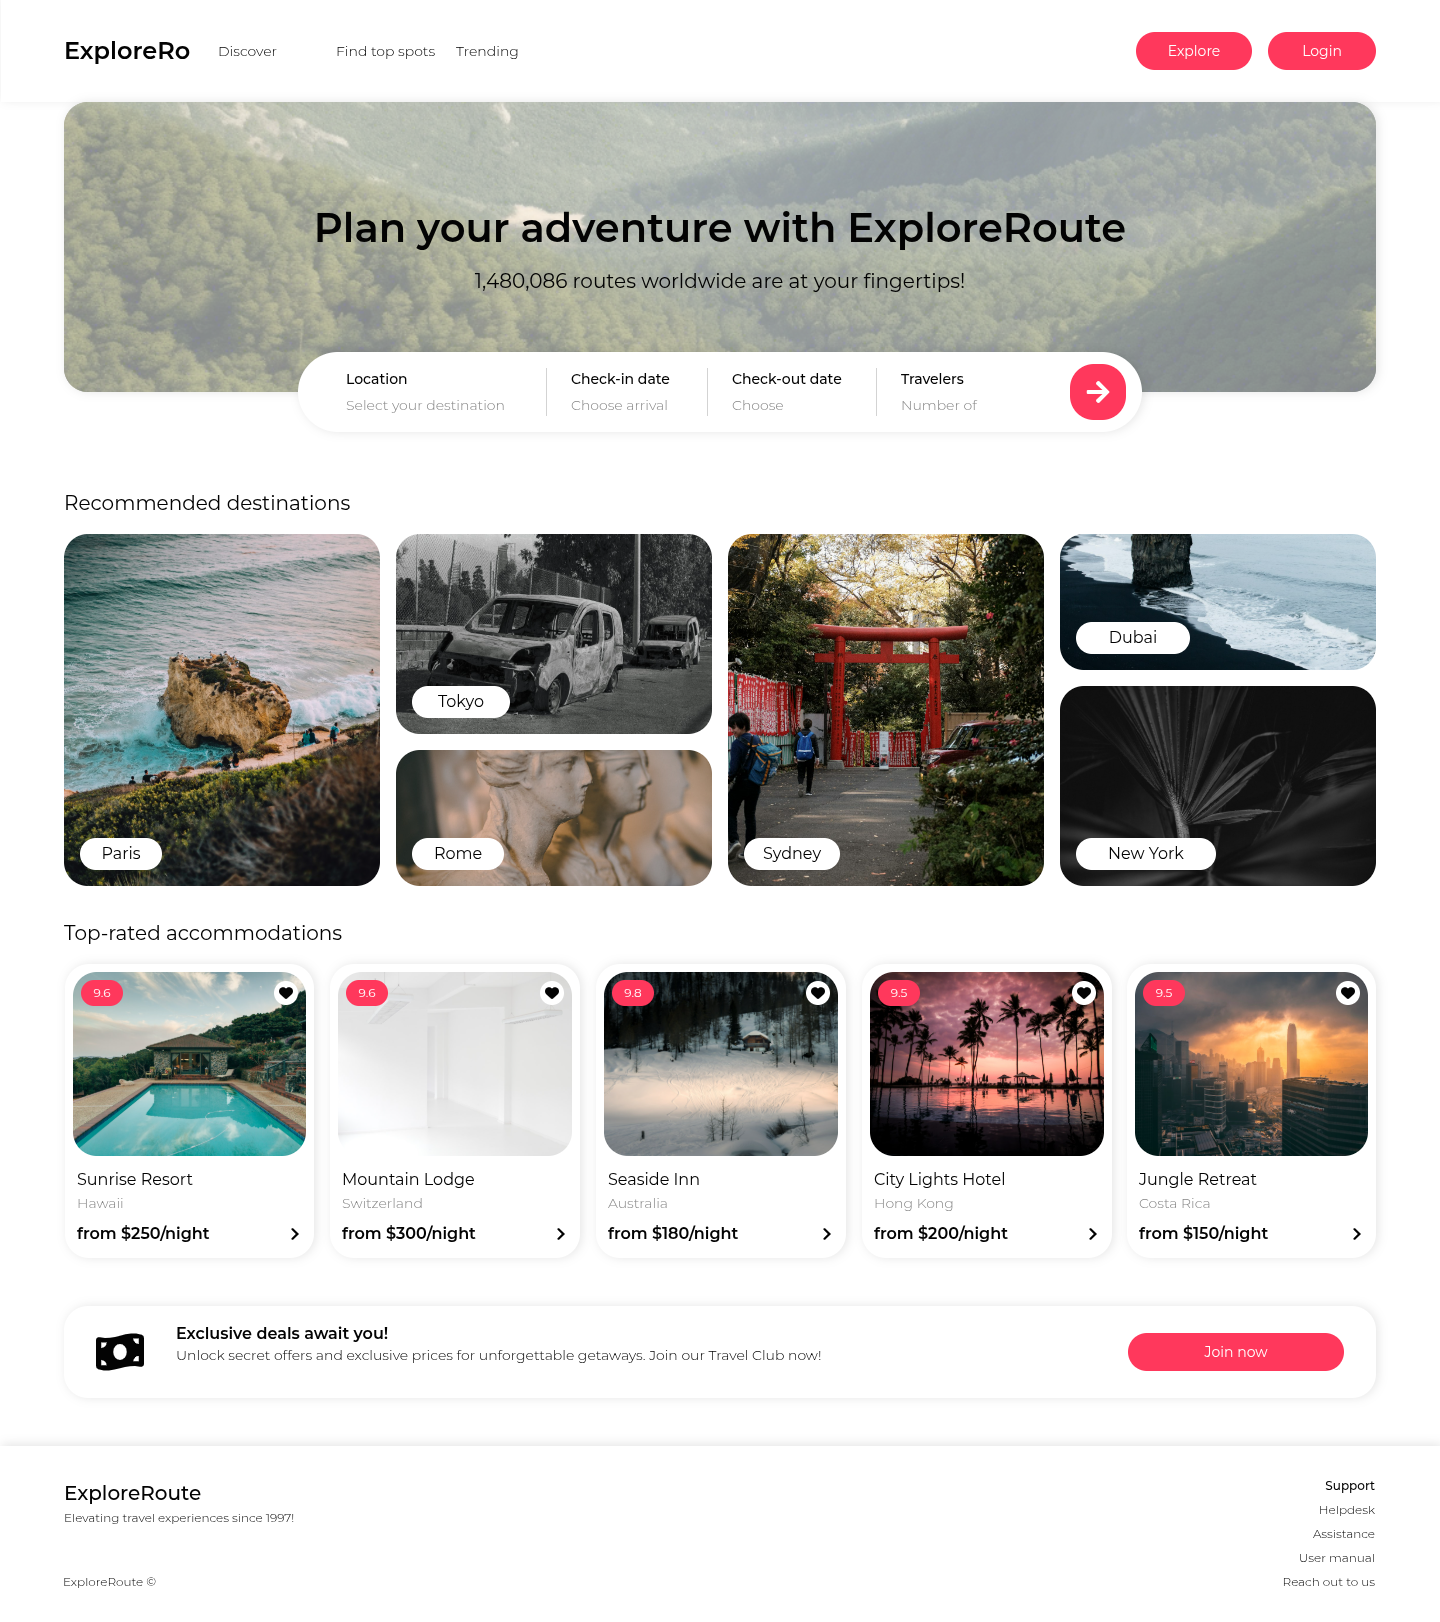 ExploreRo
Discover
Find top spots
Trending
Explore
Login
Plan your adventure with ExploreRoute
1,480,086 routes worldwide are at your fingertips!
Location
Select your destination
Check-in date
Choose arrival
Check-out date
Choose
Travelers
Number of
Recommended destinations
Paris
Tokyo
Rome
Sydney
Dubai
New York
Top-rated accommodations
9.6
Sunrise Resort
Hawaii
from $250/night
9.6
Mountain Lodge
Switzerland
from $300/night
9.8
Seaside Inn
Australia
from $180/night
9.5
City Lights Hotel
Hong Kong
from $200/night
9.5
Jungle Retreat
Costa Rica
from $150/night
Exclusive deals await you!
Unlock secret offers and exclusive prices for unforgettable getaways. Join our Travel Club now!
Join now
ExploreRoute
Elevating travel experiences since 1997!
ExploreRoute ©
Support
Helpdesk
Assistance
User manual
Reach out to us